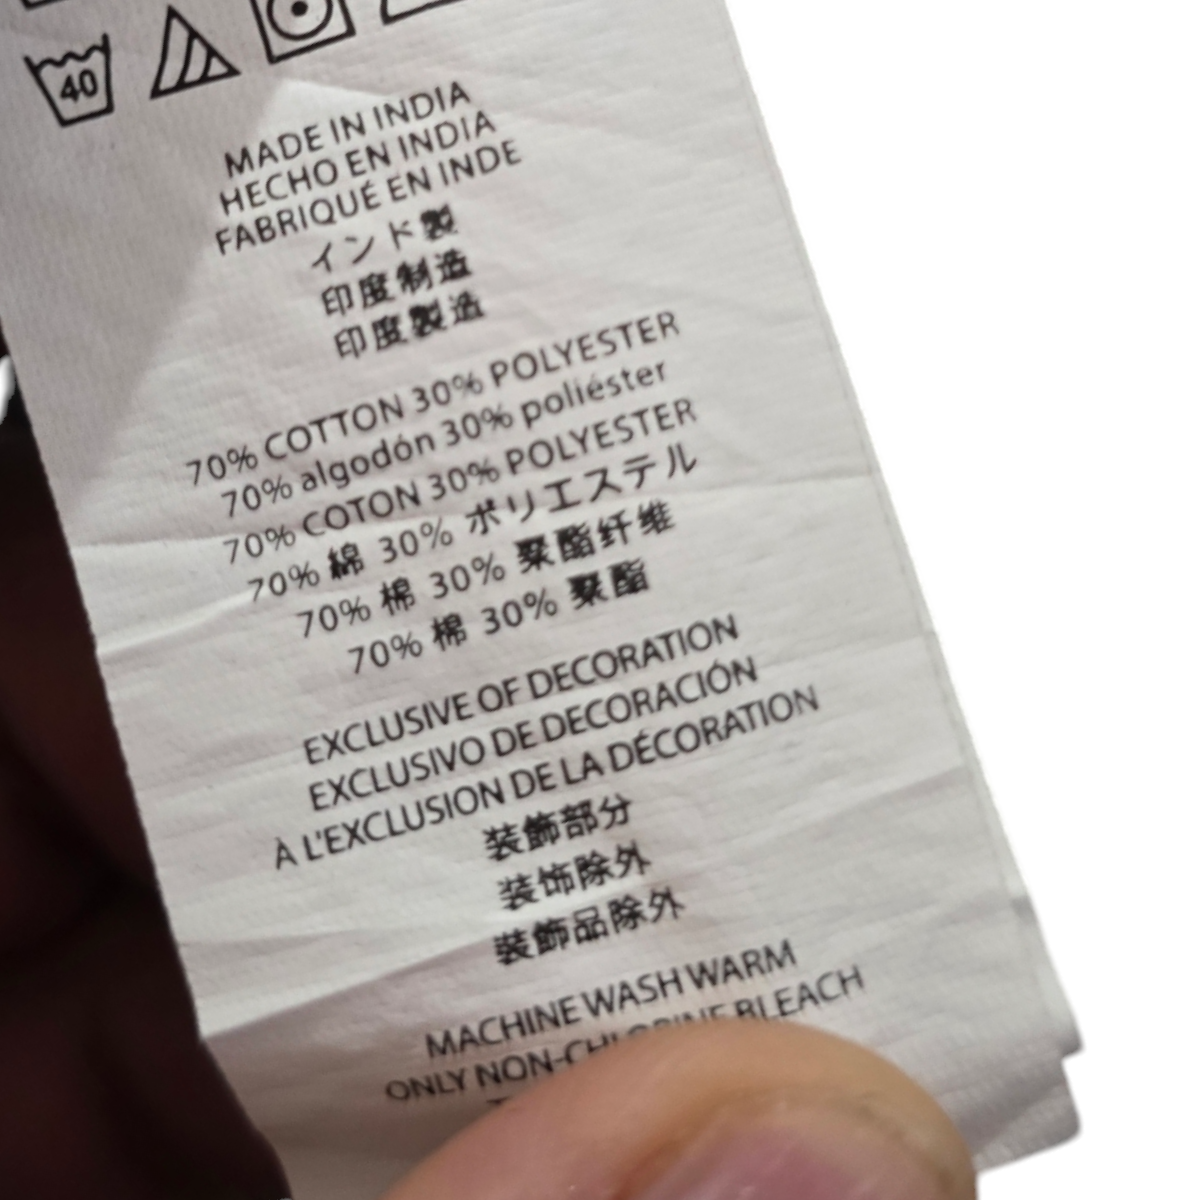 40
MADE IN INDIA
HECHO EN INDIA
FABRIQUÉ EN INDE
インド製
印度制造
印度製造
70% COTTON 30% POLYESTER
70% algodón 30% poliéster
70% COTON 30% POLYESTER
70% 綿 30% ポリエステル
70% 棉 30% 聚酯纤维
70% 棉 30% 聚酯
EXCLUSIVE OF DECORATION
EXCLUSIVO DE DECORACIÓN
À L'EXCLUSION DE LA DÉCORATION
装飾部分
装饰除外
裝飾品除外
MACHINE WASH WARM
ONLY NON-CHLORINE BLEACH